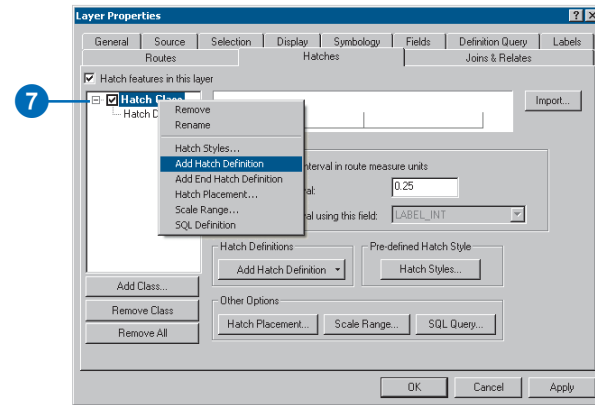 Layer Properties
General Source Selection Display Symbology Fields Definition Query Labels
Routes Hatches Joins & Relates
Hatch features in this layer
7
Hatch Class
Hatch D
Import...
Remove
Rename
Hatch Styles...
Add Hatch Definition
Add End Hatch Definition
Hatch Placement...
Scale Range...
SQL Definition
interval in route measure units
val: 0.25
val using this field: LABEL_INT
Hatch Definitions
Add Hatch Definition
Pre-defined Hatch Style
Hatch Styles...
Add Class...
Remove Class
Remove All
Other Options
Hatch Placement... Scale Range... SQL Query...
OK Cancel Apply